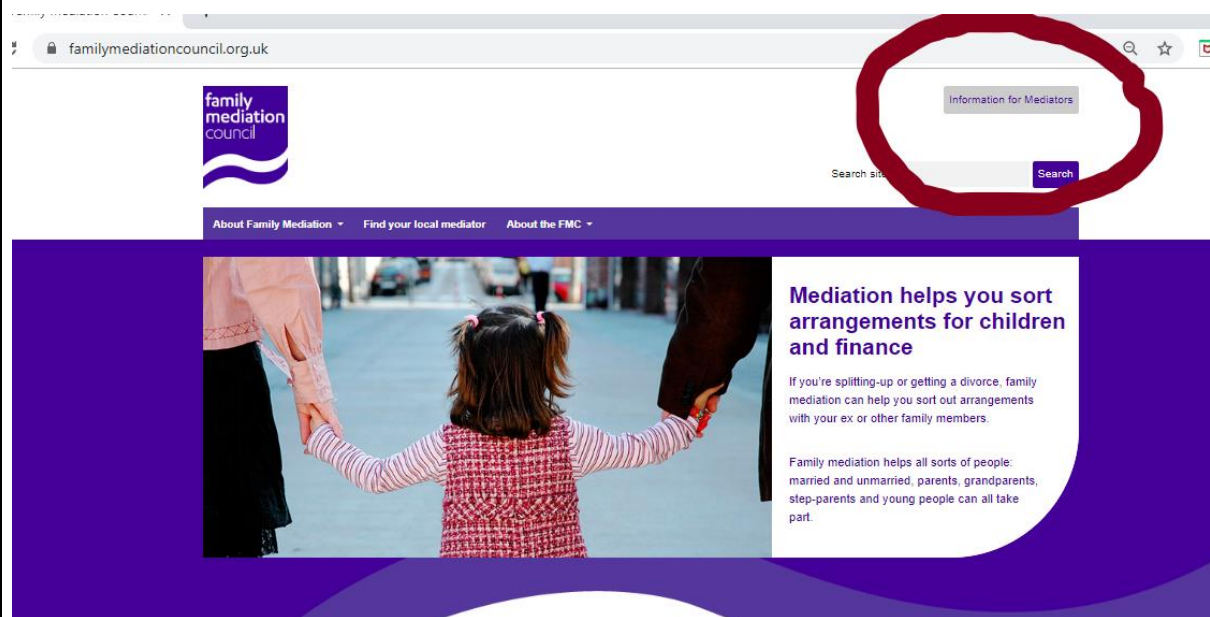 familymediationcouncil.org.uk
family
mediation
council
Information for Mediators
Search site
Search
About Family Mediation
Find your local mediator
About the FMC
Mediation helps you sort
arrangements for children
and finance
If you're splitting-up or getting a divorce, family
mediation can help you sort out arrangements
with your ex or other family members.
Family mediation helps all sorts of people:
married and unmarried, parents, grandparents,
step-parents and young people can all take
part.